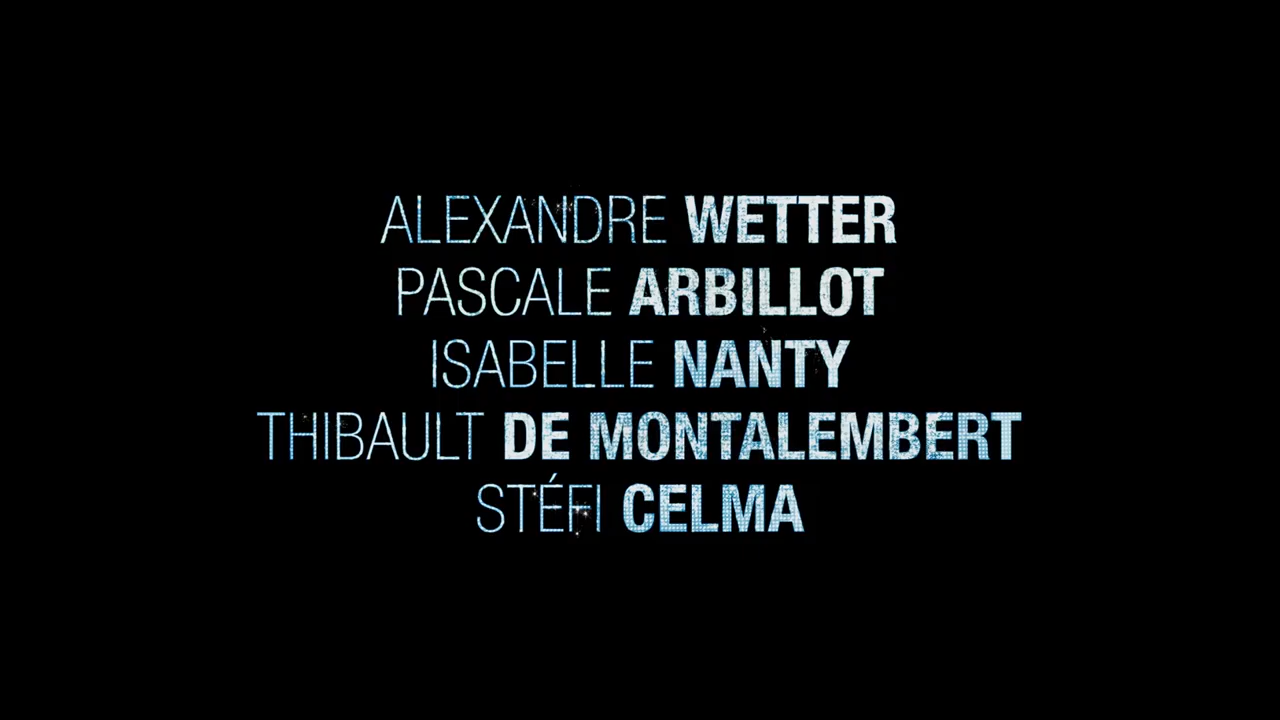 ALEXANDRE WETTER
PASCALE ARBILLOT
ISABELLE NANTY
THIBAULT DE MONTALEMBERT
STÉFI CELMA